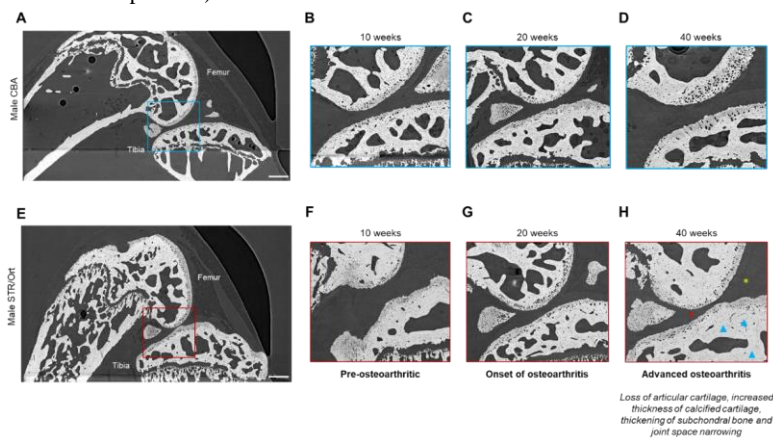 A
B
C
D
10 weeks
20 weeks
40 weeks
Male CBA
Femur
Tibia
E
F
G
H
10 weeks
20 weeks
40 weeks
Male STR/Ort
Femur
Tibia
Pre-osteoarthritic
Onset of osteoarthritis
Advanced osteoarthritis
Loss of articular cartilage, increased
thickness of calcified cartilage,
thickening of subchondral bone and
joint space narrowing